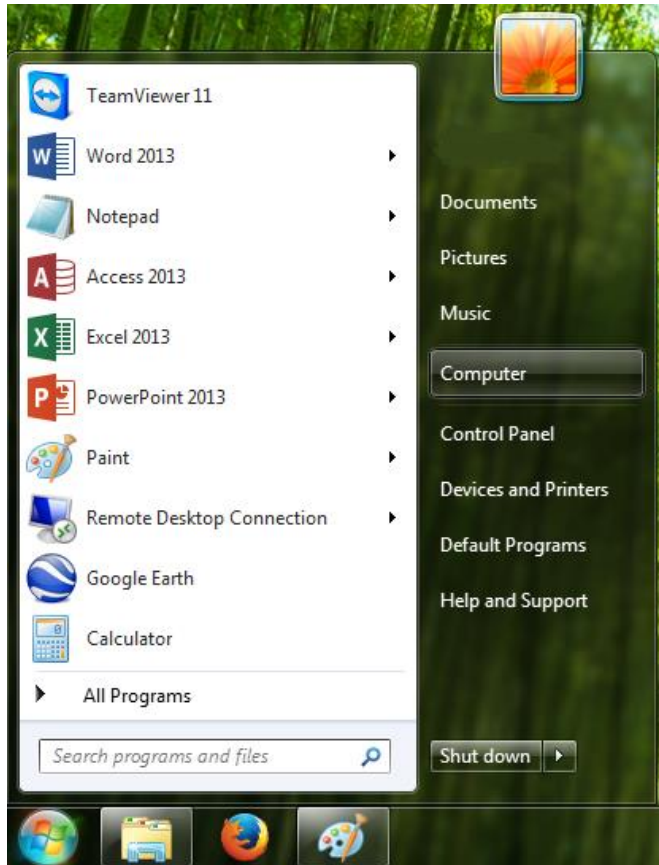 TeamViewer 11
Word 2013
Notepad
Access 2013
Excel 2013
PowerPoint 2013
Paint
Remote Desktop Connection
Google Earth
Calculator
All Programs
Search programs and files
Documents
Pictures
Music
Computer
Control Panel
Devices and Printers
Default Programs
Help and Support
Shut down